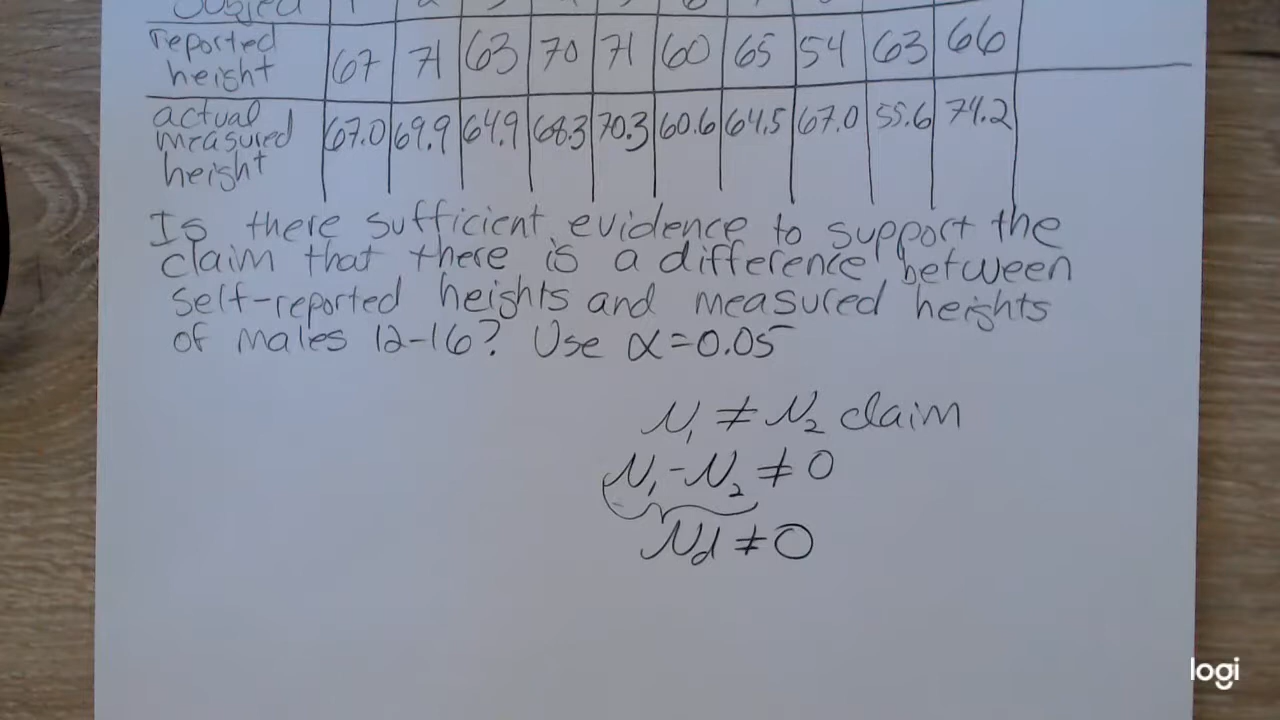 reported height 67 71 63 70 71 60 65 54 63 66
actual measured height 67.0 69.9 64.9 68.3 70.3 60.6 64.5 67.0 55.6 74.2
Is there sufficient evidence to support the
claim that there is a difference between
self-reported heights and measured heights
of males 12-16? Use α=0.05
μ₁ ≠ μ₂ claim
μ₁-μ₂ ≠ 0
μd ≠ 0
logi